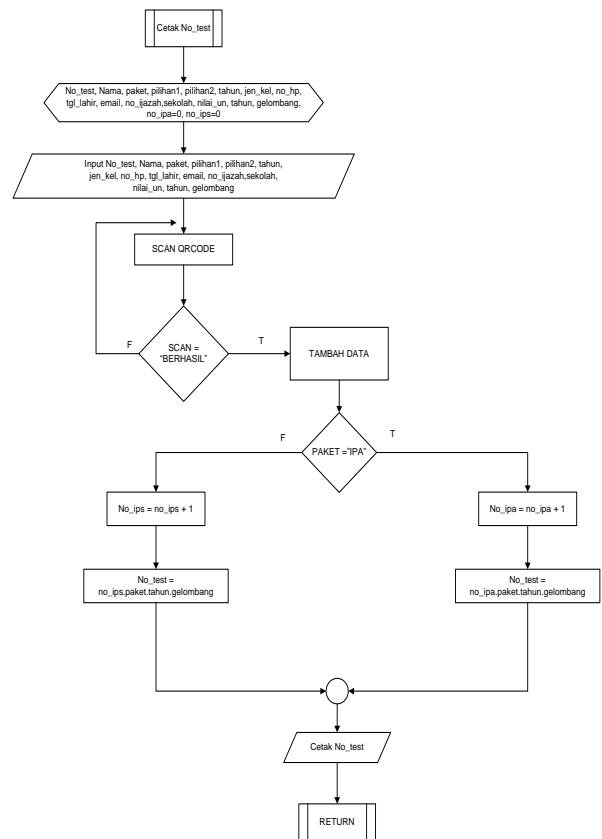 Cetak No_test
No_test, Nama, paket, pilihan1, pilihan2, tahun, jen_kel, no_hp,
tgl_lahir, email, no_ijazah,sekolah, nilai_un, tahun, gelombang,
no_ipa=0, no_ips=0
Input No_test, Nama, paket, pilihan1, pilihan2, tahun,
jen_kel, no_hp, tgl_lahir, email, no_ijazah,sekolah,
nilai_un, tahun, gelombang
SCAN QRCODE
F
SCAN =
“BERHASIL”
T
TAMBAH DATA
F
PAKET =”IPA”
T
No_ips = no_ips + 1
No_ipa = no_ipa + 1
No_test =
no_ips.paket.tahun.gelombang
No_test =
no_ipa.paket.tahun.gelombang
Cetak No_test
RETURN